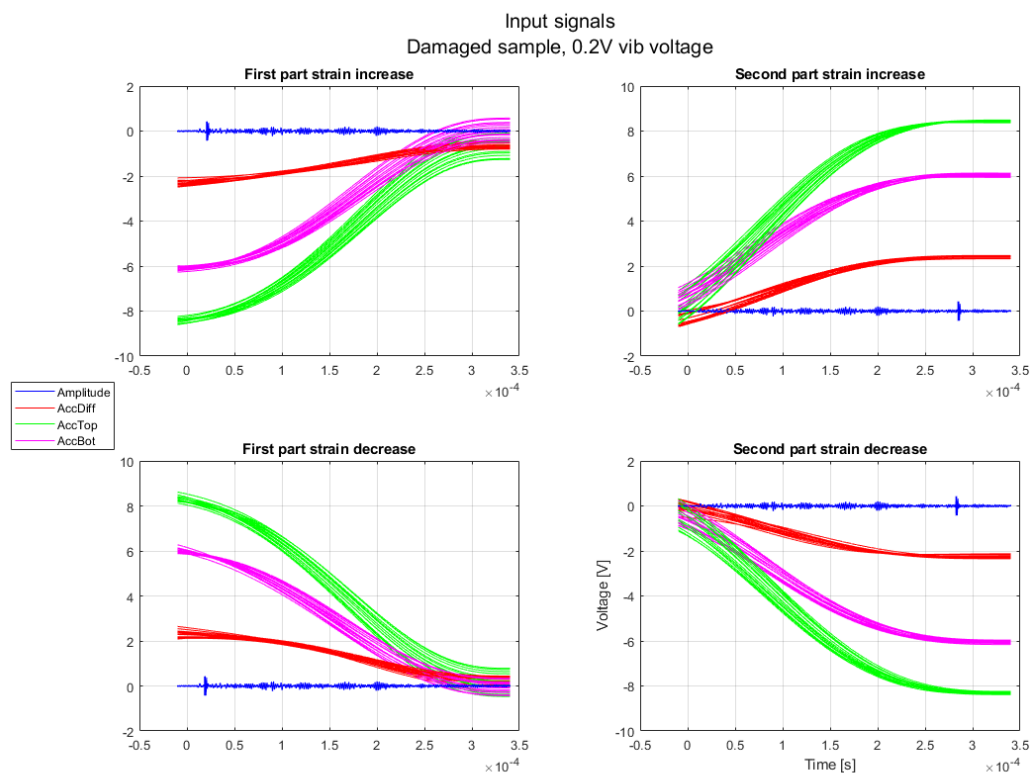 Input signals
Damaged sample, 0.2V vib voltage
First part strain increase
2
0
-2
-4
-6
-8
-10
-0.5 0 0.5 1 1.5 2 2.5 3 3.5
×10-4
Second part strain increase
10
8
6
4
2
0
-2
-0.5 0 0.5 1 1.5 2 2.5 3 3.5
×10-4
Amplitude
AccDiff
AccTop
AccBot
First part strain decrease
10
8
6
4
2
0
-2
-0.5 0 0.5 1 1.5 2 2.5 3 3.5
×10-4
Second part strain decrease
Voltage [V]
2
0
-2
-4
-6
-8
-10
-0.5 0 0.5 1 1.5 2 2.5 3 3.5
Time [s]
×10-4